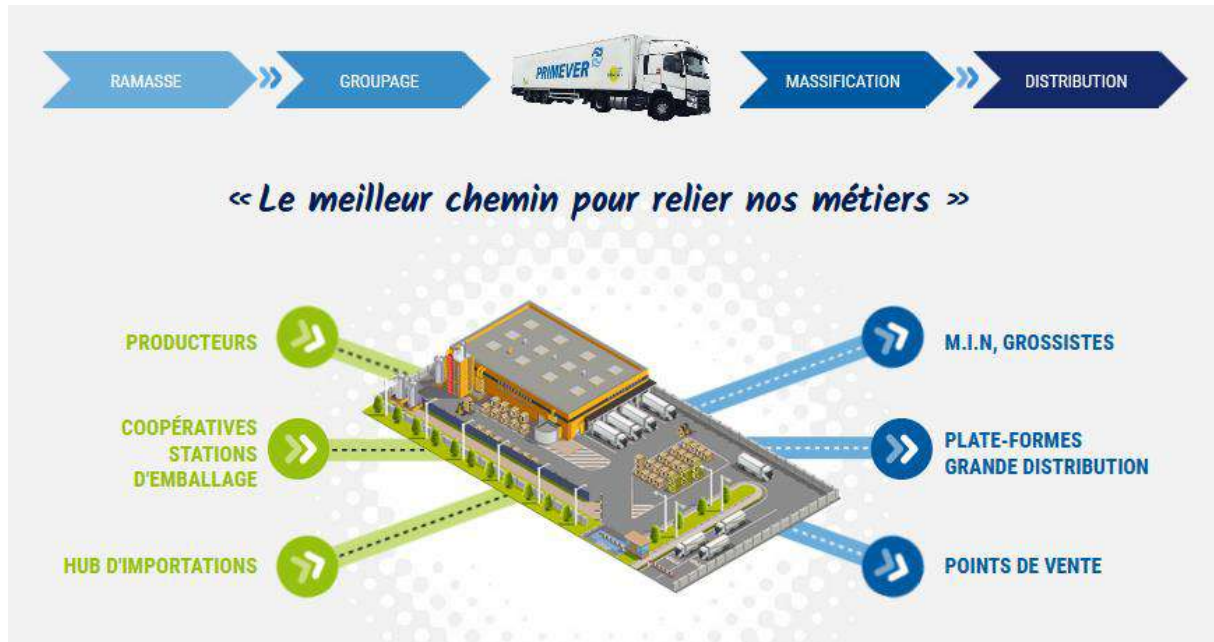 RAMASSE
GROUPAGE
PRIMEVER
MASSIFICATION
DISTRIBUTION
« Le meilleur chemin pour relier nos métiers »
PRODUCTEURS
COOPÉRATIVES
STATIONS
D'EMBALLAGE
HUB D'IMPORTATIONS
M.I.N, GROSSISTES
PLATE-FORMES
GRANDE DISTRIBUTION
POINTS DE VENTE